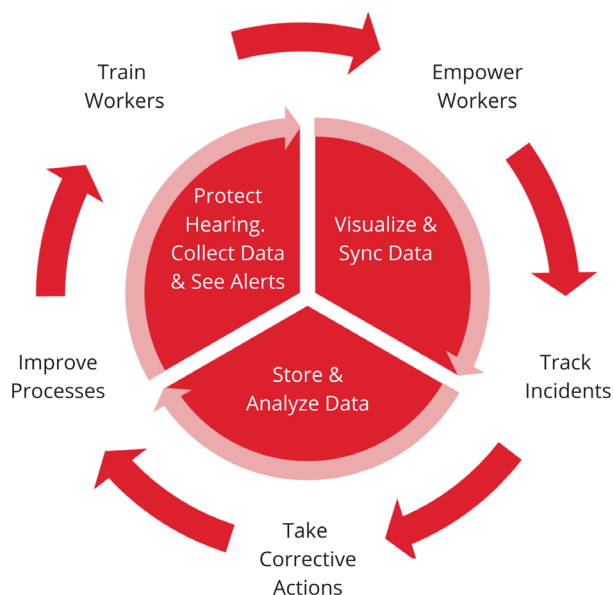 Train
Workers
Empower
Workers
Protect
Hearing.
Collect Data
& See Alerts
Visualize &
Sync Data
Improve
Processes
Store &
Analyze Data
Track
Incidents
Take
Corrective
Actions